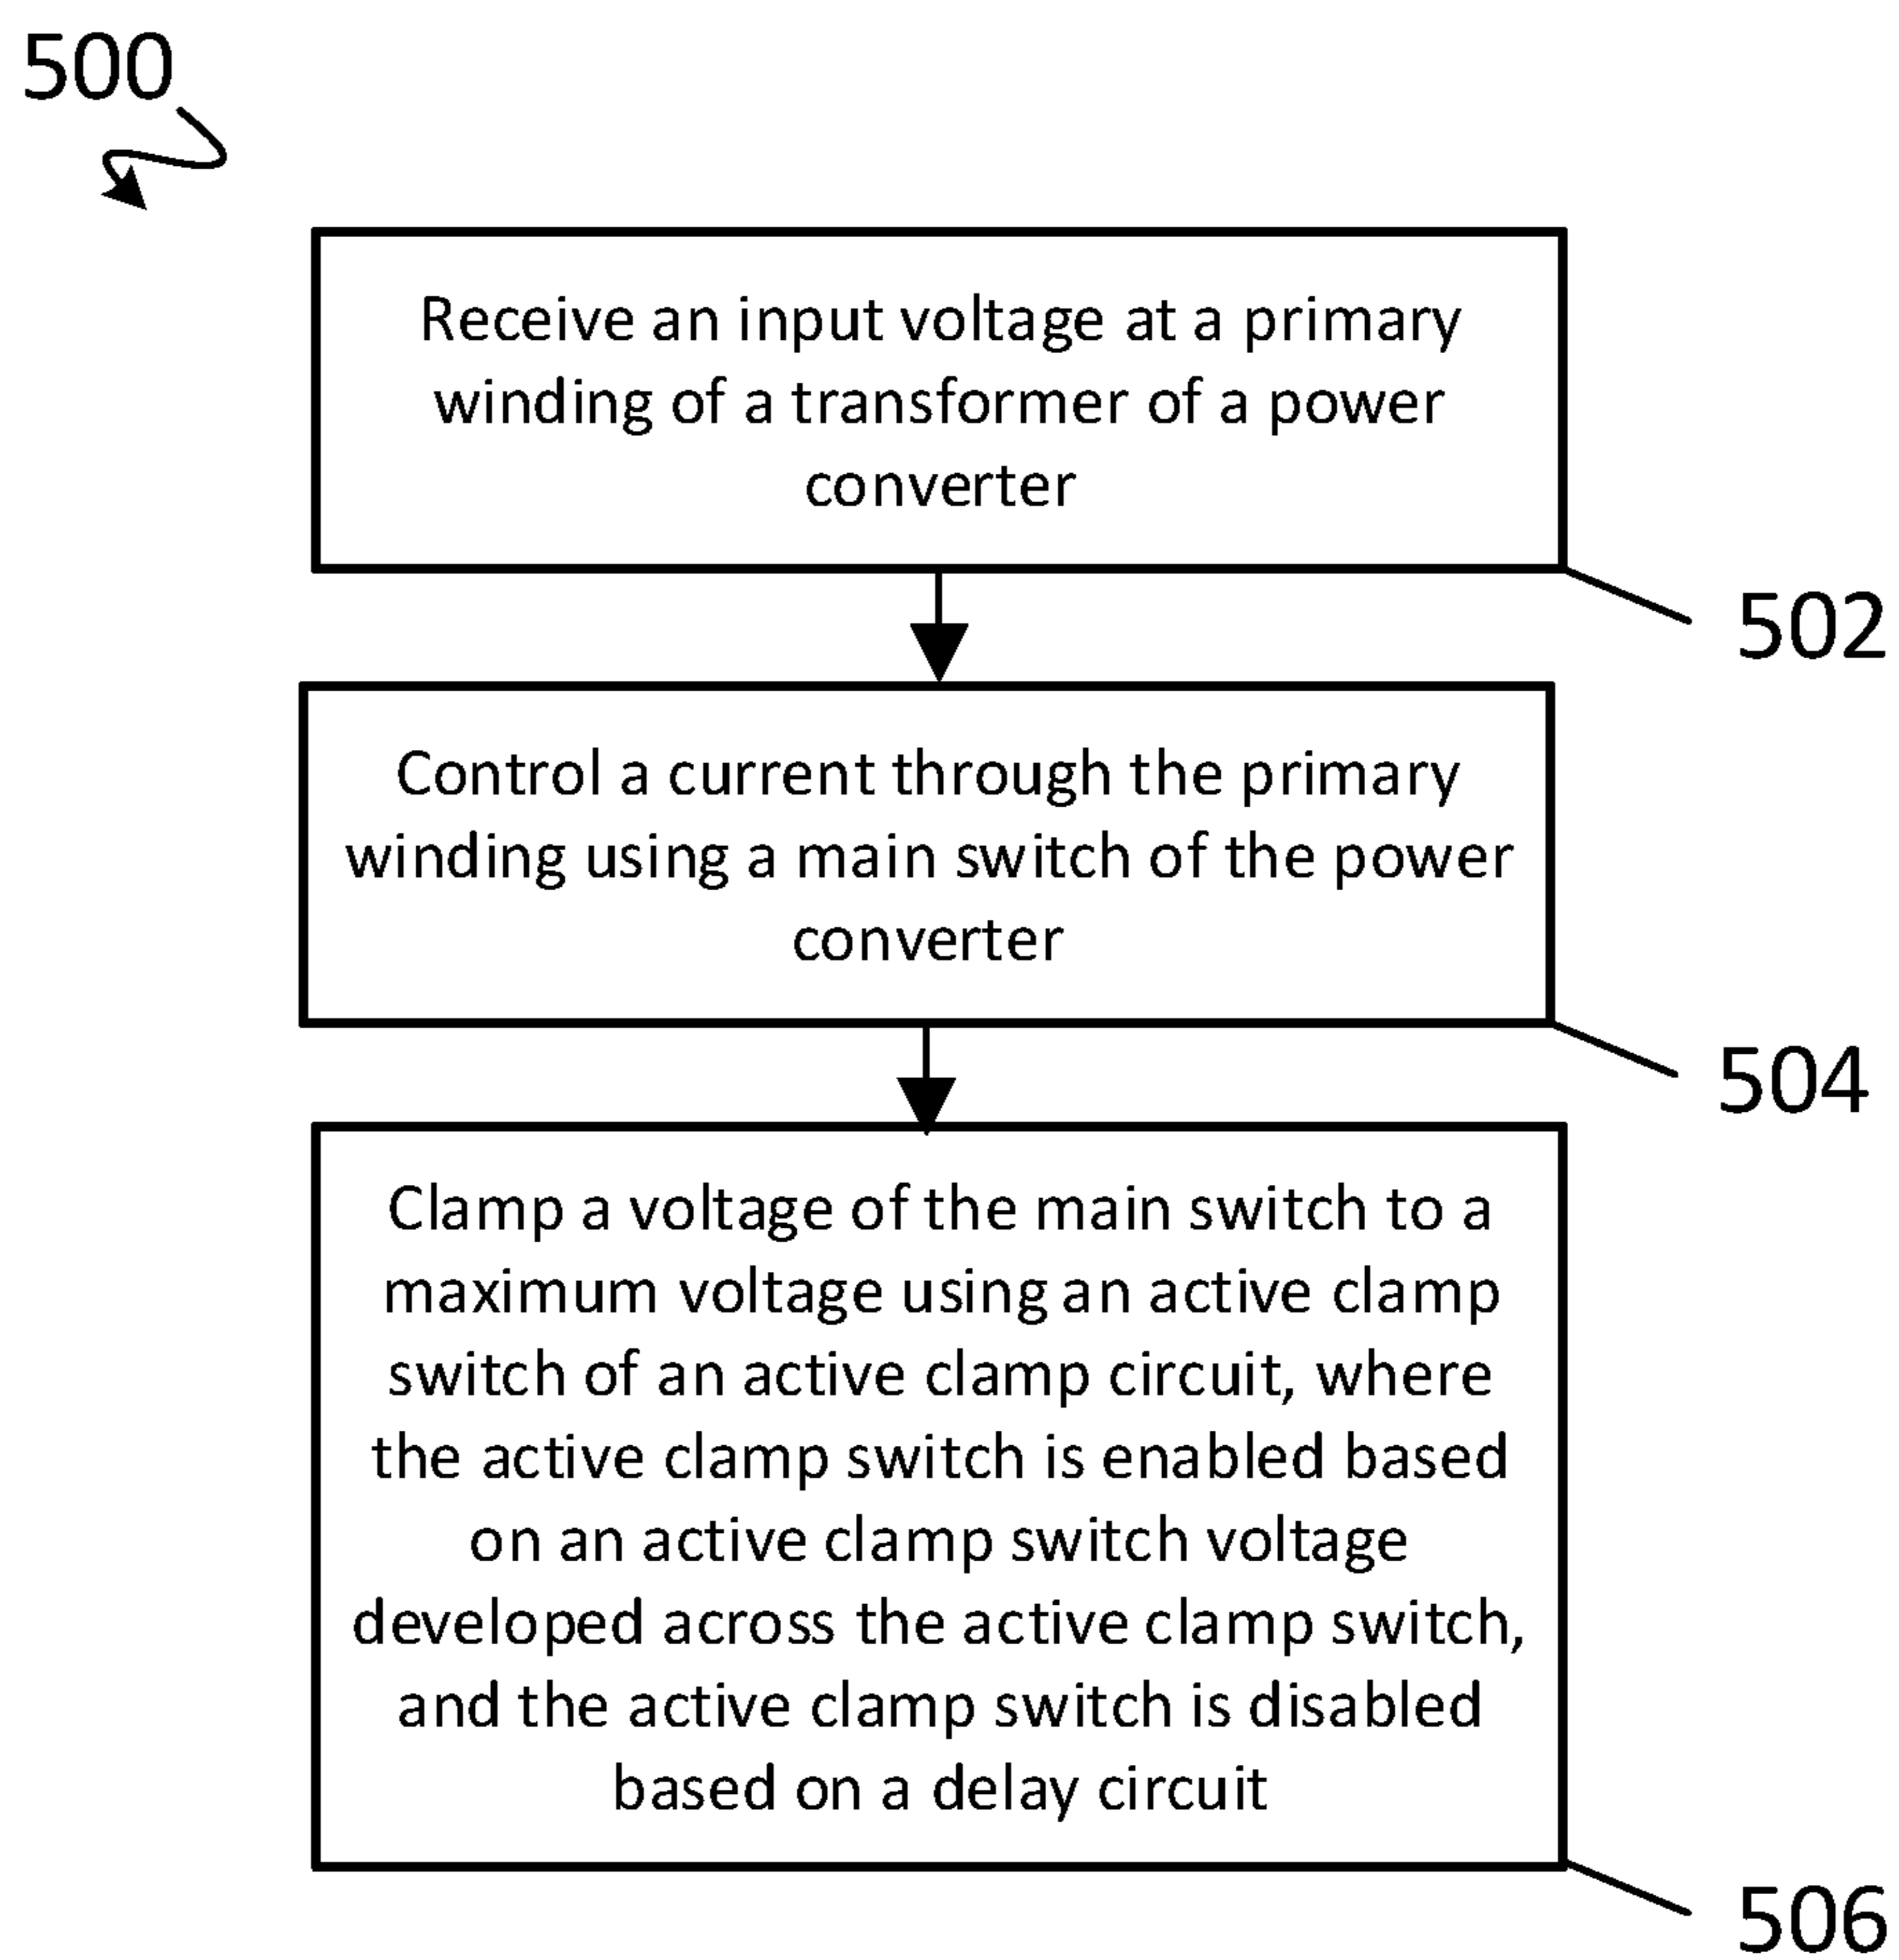 500
Receive an input voltage at a primary
winding of a transformer of a power
converter
502
Control a current through the primary
winding using a main switch of the power
converter
504
Clamp a voltage of the main switch to a
maximum voltage using an active clamp
switch of an active clamp circuit, where
the active clamp switch is enabled based
on an active clamp switch voltage
developed across the active clamp switch,
and the active clamp switch is disabled
based on a delay circuit
506